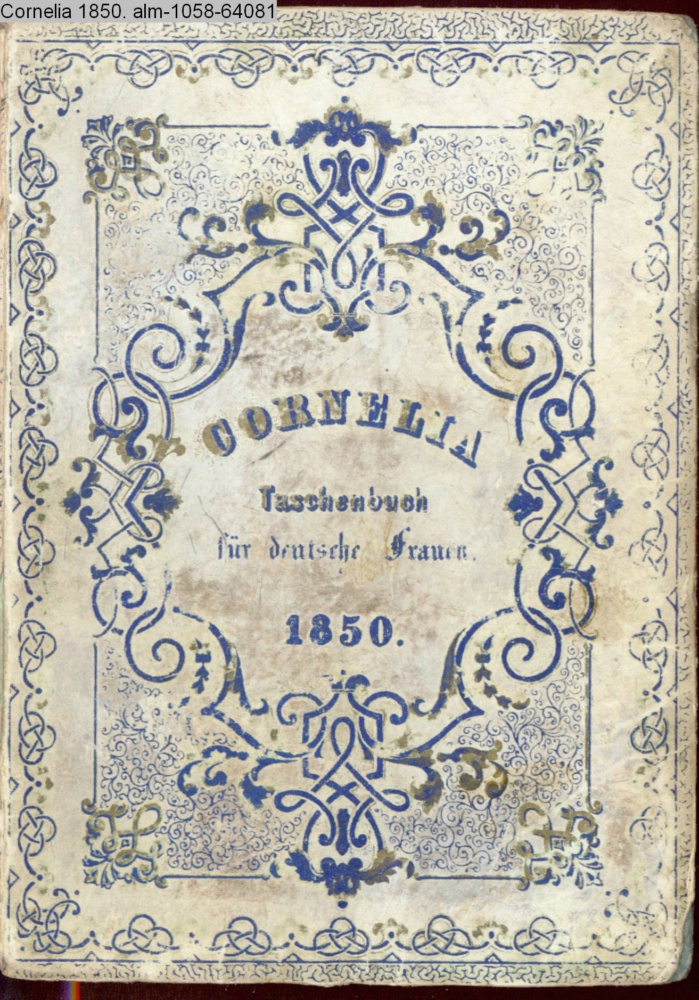 Cornelia 1850. alm-1058-64081
CORNELIA
Taschenbuch
für deutsche Frauen.
1850.